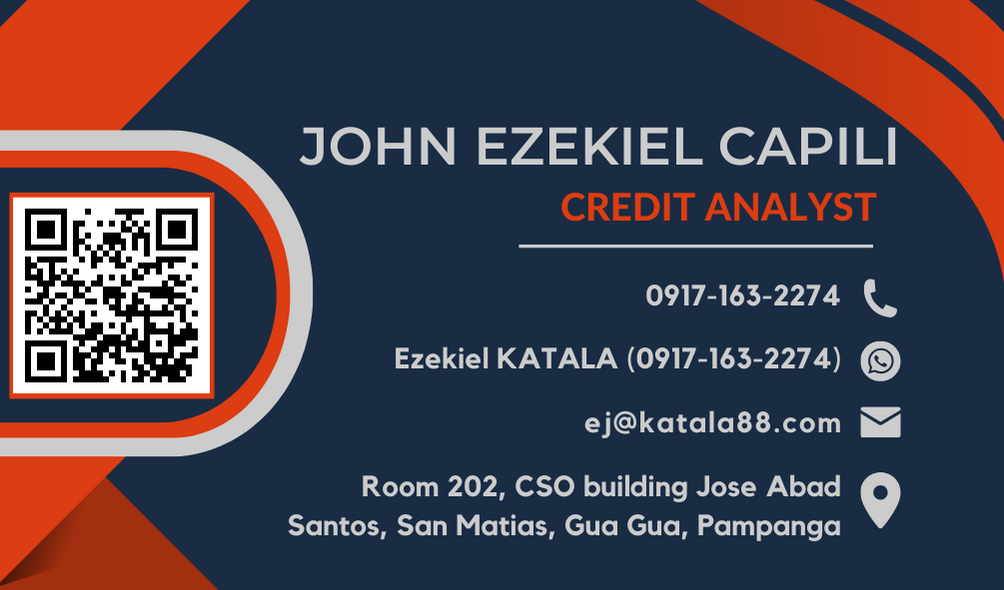 JOHN EZEKIEL CAPILI
CREDIT ANALYST
0917-163-2274
Ezekiel KATALA (0917-163-2274)
ej@katala88.com
Room 202, CSO building Jose Abad
Santos, San Matias, Gua Gua, Pampanga